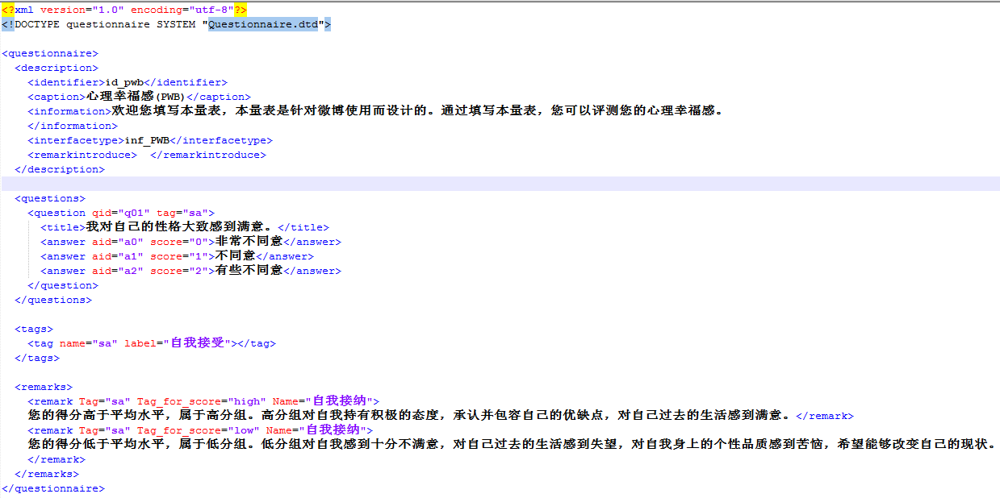 <?xml version="1.0" encoding="utf-8"?>
<!DOCTYPE questionnaire SYSTEM "Questionnaire.dtd">
<questionnaire>
<description>
<identifier>id_pwb</identifier>
<caption>心理幸福感(PWB)</caption>
<information>欢迎您填写本量表，本量表是针对微博使用而设计的。通过填写本量表，您可以评测您的心理幸福感。
</information>
<interfacetype>inf_PWB</interfacetype>
<remarkintroduce>  </remarkintroduce>
</description>
<questions>
<question qid="q01" tag="sa">
<title>我对自己的性格大致感到满意。</title>
<answer aid="a0" score="0">非常不同意</answer>
<answer aid="a1" score="1">不同意</answer>
<answer aid="a2" score="2">有些不同意</answer>
</question>
</questions>
<tags>
<tag name="sa" label="自我接受"></tag>
</tags>
<remarks>
<remark Tag="sa" Tag_for_score="high" Name="自我接纳">
您的得分高于平均水平，属于高分组。高分组对自我持有积极的态度，承认并包容自己的优缺点，对自己过去的生活感到满意。</remark>
<remark Tag="sa" Tag_for_score="low" Name="自我接纳">
您的得分低于平均水平，属于低分组。低分组对自我感到十分不满意，对自己过去的生活感到失望，对自我身上的个性品质感到苦恼，希望能够改变自己的现状。
</remark>
</remarks>
</questionnaire>